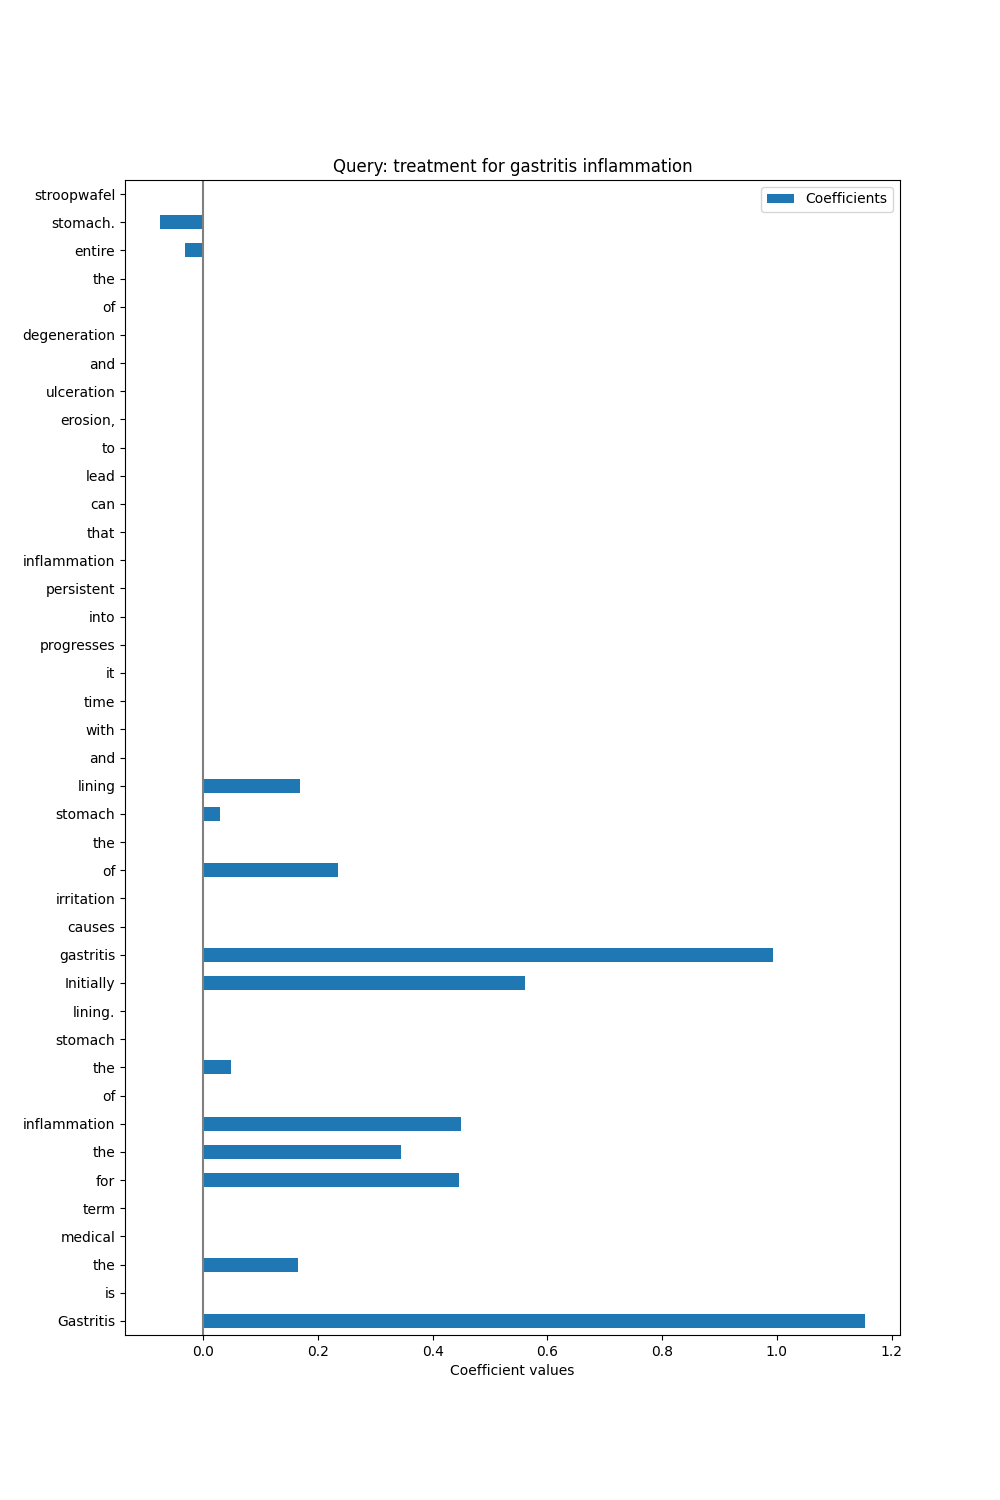 Query: treatment for gastritis inflammation
Coefficients
stroopwafel
stomach.
entire
the
of
degeneration
and
ulceration
erosion,
to
lead
can
that
inflammation
persistent
into
progresses
it
time
with
and
lining
stomach
the
of
irritation
causes
gastritis
Initially
lining.
stomach
the
of
inflammation
the
for
term
medical
the
is
Gastritis
0.0 0.2 0.4 0.6 0.8 1.0 1.2
Coefficient values